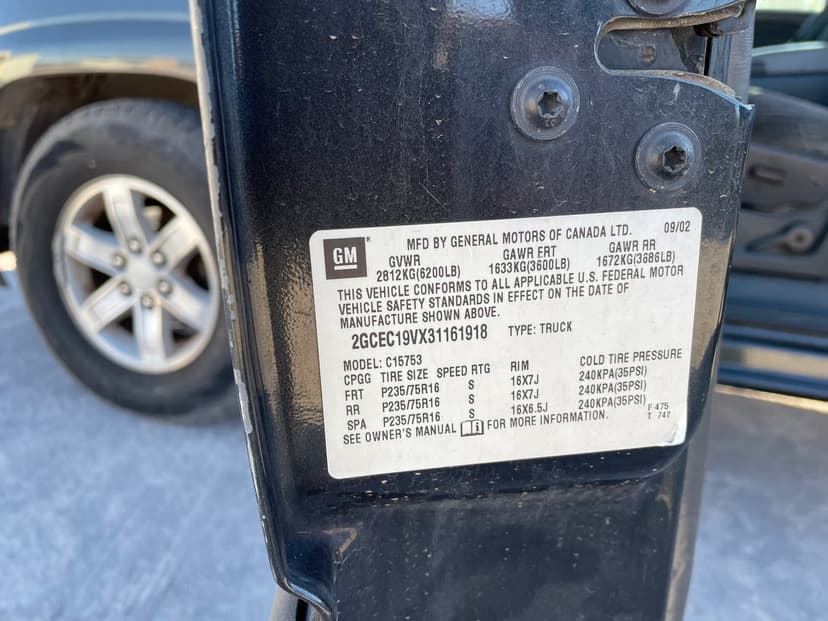 GM
MFD BY GENERAL MOTORS OF CANADA LTD. 09/02
GVWR GAWR FRT GAWR RR
2812KG(6200LB) 1633KG(3600LB) 1672KG(3686LB)
THIS VEHICLE CONFORMS TO ALL APPLICABLE U.S. FEDERAL MOTOR
VEHICLE SAFETY STANDARDS IN EFFECT ON THE DATE OF
MANUFACTURE SHOWN ABOVE.
2GCEC19VX31161918 TYPE: TRUCK
MODEL: C15753
CPGG TIRE SIZE SPEED RTG RIM COLD TIRE PRESSURE
FRT P235/75R16 S 16X7J 240KPA(35PSI)
RR P235/75R16 S 16X7J 240KPA(35PSI)
SPA P235/75R16 S 16X6.5J 240KPA(35PSI)
SEE OWNER'S MANUAL FOR MORE INFORMATION.
F 475
T 742